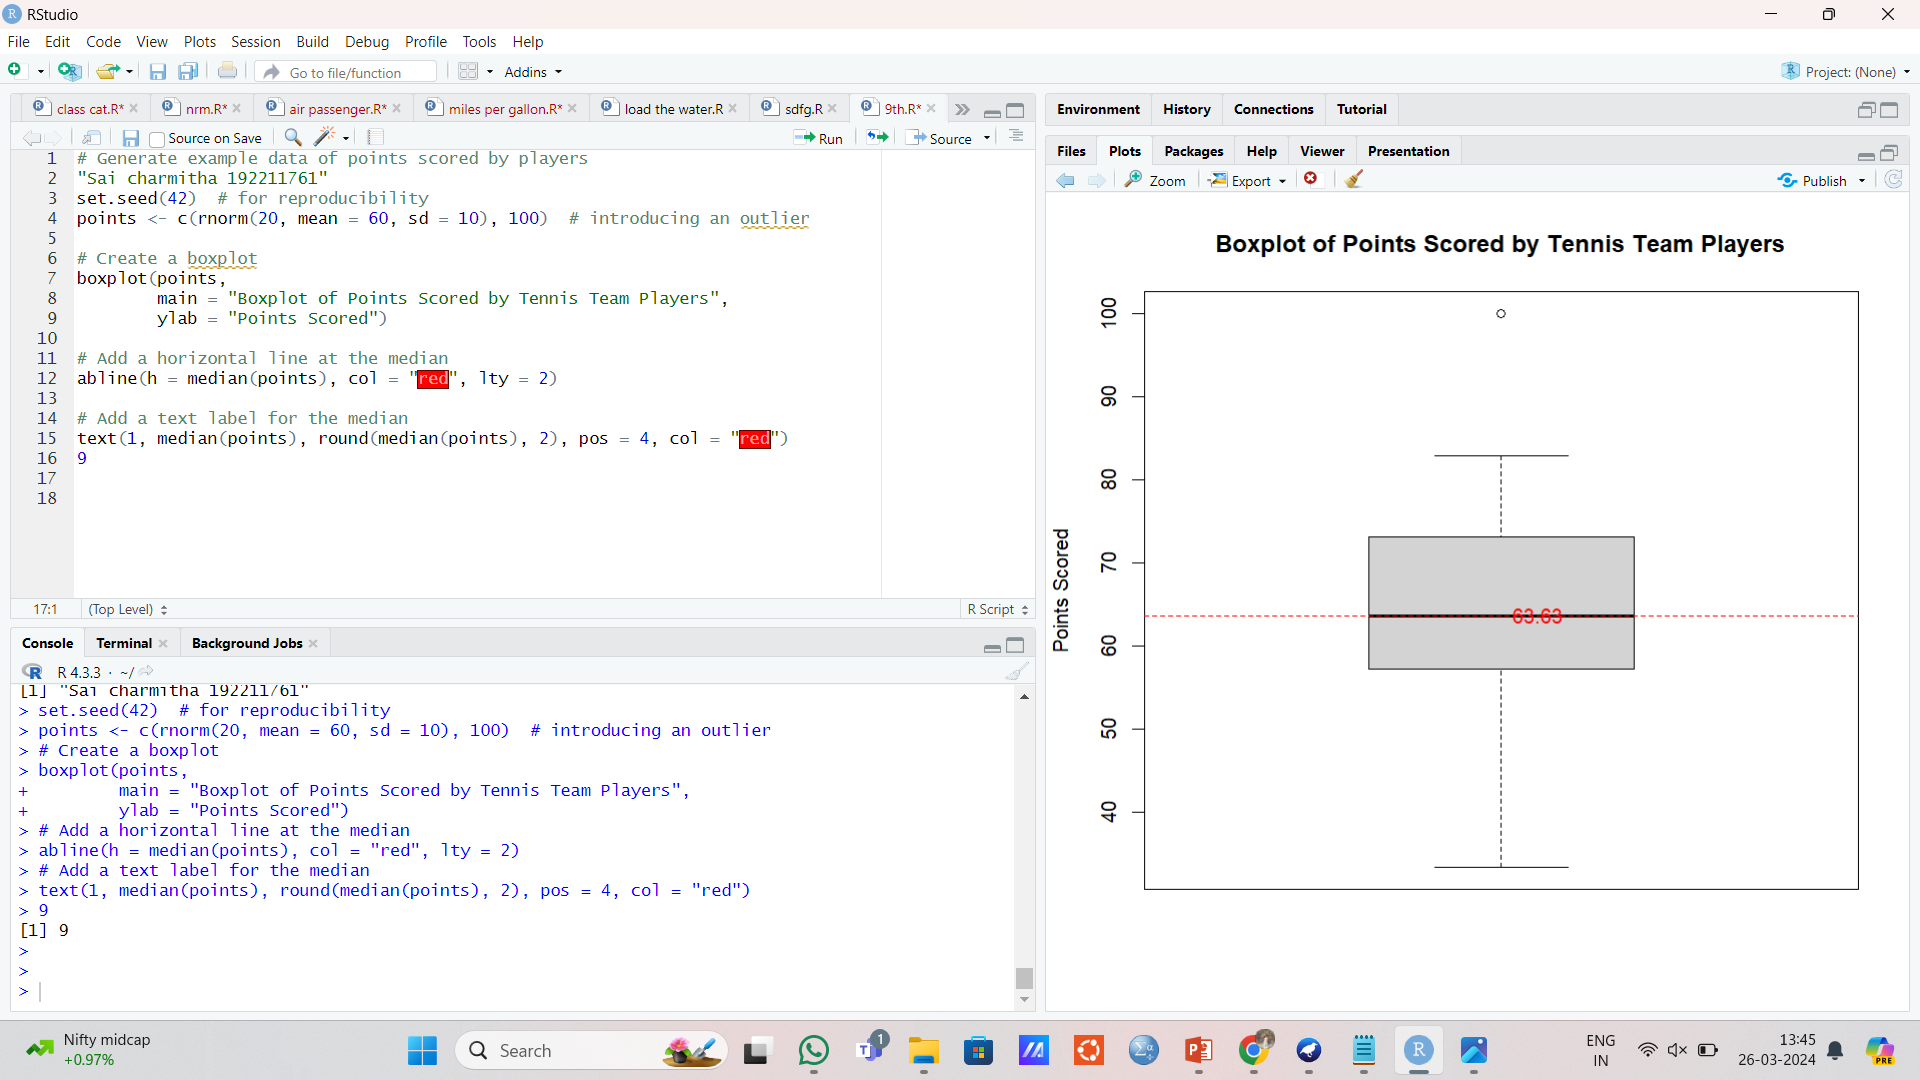 RStudio
File Edit Code View Plots Session Build Debug Profile Tools Help
Go to file/function Addins Project: (None)
class cat.R* nrm.R* air passenger.R* miles per gallon.R* load the water.R sdfg.R 9th.R*
Source on Save Run Source
1 # Generate example data of points scored by players
2 "Sai charmitha 192211761"
3 set.seed(42)  # for reproducibility
4 points <- c(rnorm(20, mean = 60, sd = 10), 100)  # introducing an outlier
5
6 # Create a boxplot
7 boxplot(points,
8         main = "Boxplot of Points Scored by Tennis Team Players",
9         ylab = "Points Scored")
10
11 # Add a horizontal line at the median
12 abline(h = median(points), col = "red", lty = 2)
13
14 # Add a text label for the median
15 text(1, median(points), round(median(points), 2), pos = 4, col = "red")
16 9
17
18
17:1 (Top Level) R Script
Console Terminal Background Jobs
R 4.3.3 · ~/
[1] "Sai charmitha 192211761"
> set.seed(42)  # for reproducibility
> points <- c(rnorm(20, mean = 60, sd = 10), 100)  # introducing an outlier
> # Create a boxplot
> boxplot(points,
+         main = "Boxplot of Points Scored by Tennis Team Players",
+         ylab = "Points Scored")
> # Add a horizontal line at the median
> abline(h = median(points), col = "red", lty = 2)
> # Add a text label for the median
> text(1, median(points), round(median(points), 2), pos = 4, col = "red")
> 9
[1] 9
>
>
>
Environment History Connections Tutorial
Files Plots Packages Help Viewer Presentation
Zoom Export Publish
Boxplot of Points Scored by Tennis Team Players
Points Scored
100
90
80
70
60
50
40
63.63
Nifty midcap
+0.97%
Search
1
ENG
IN
13:45
26-03-2024
PRE